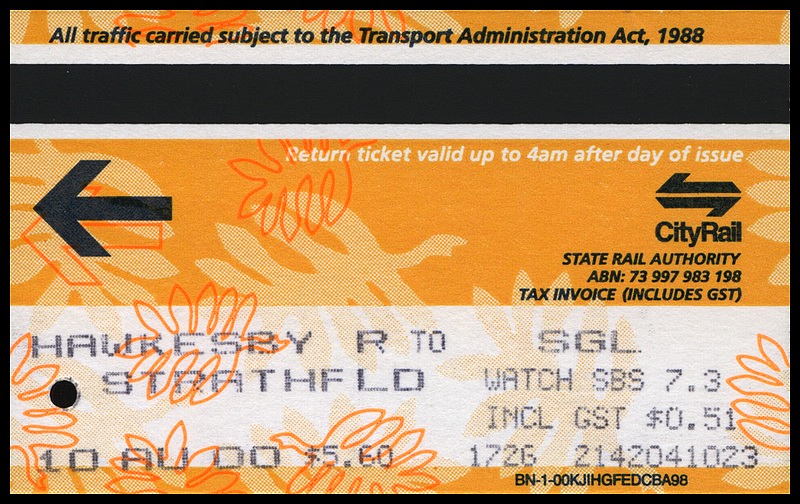 All traffic carried subject to the Transport Administration Act, 1988
Return ticket valid up to 4am after day of issue
CityRail
STATE RAIL AUTHORITY
ABN: 73 997 983 198
TAX INVOICE (INCLUDES GST)
HAWKESBY R TO SGL
STRATHFLD WATCH SBS 7.3
INCL GST $0.51
10 AU 00 $5.60 1726 2142041023
BN-1-00KJIHGFEDCBA98